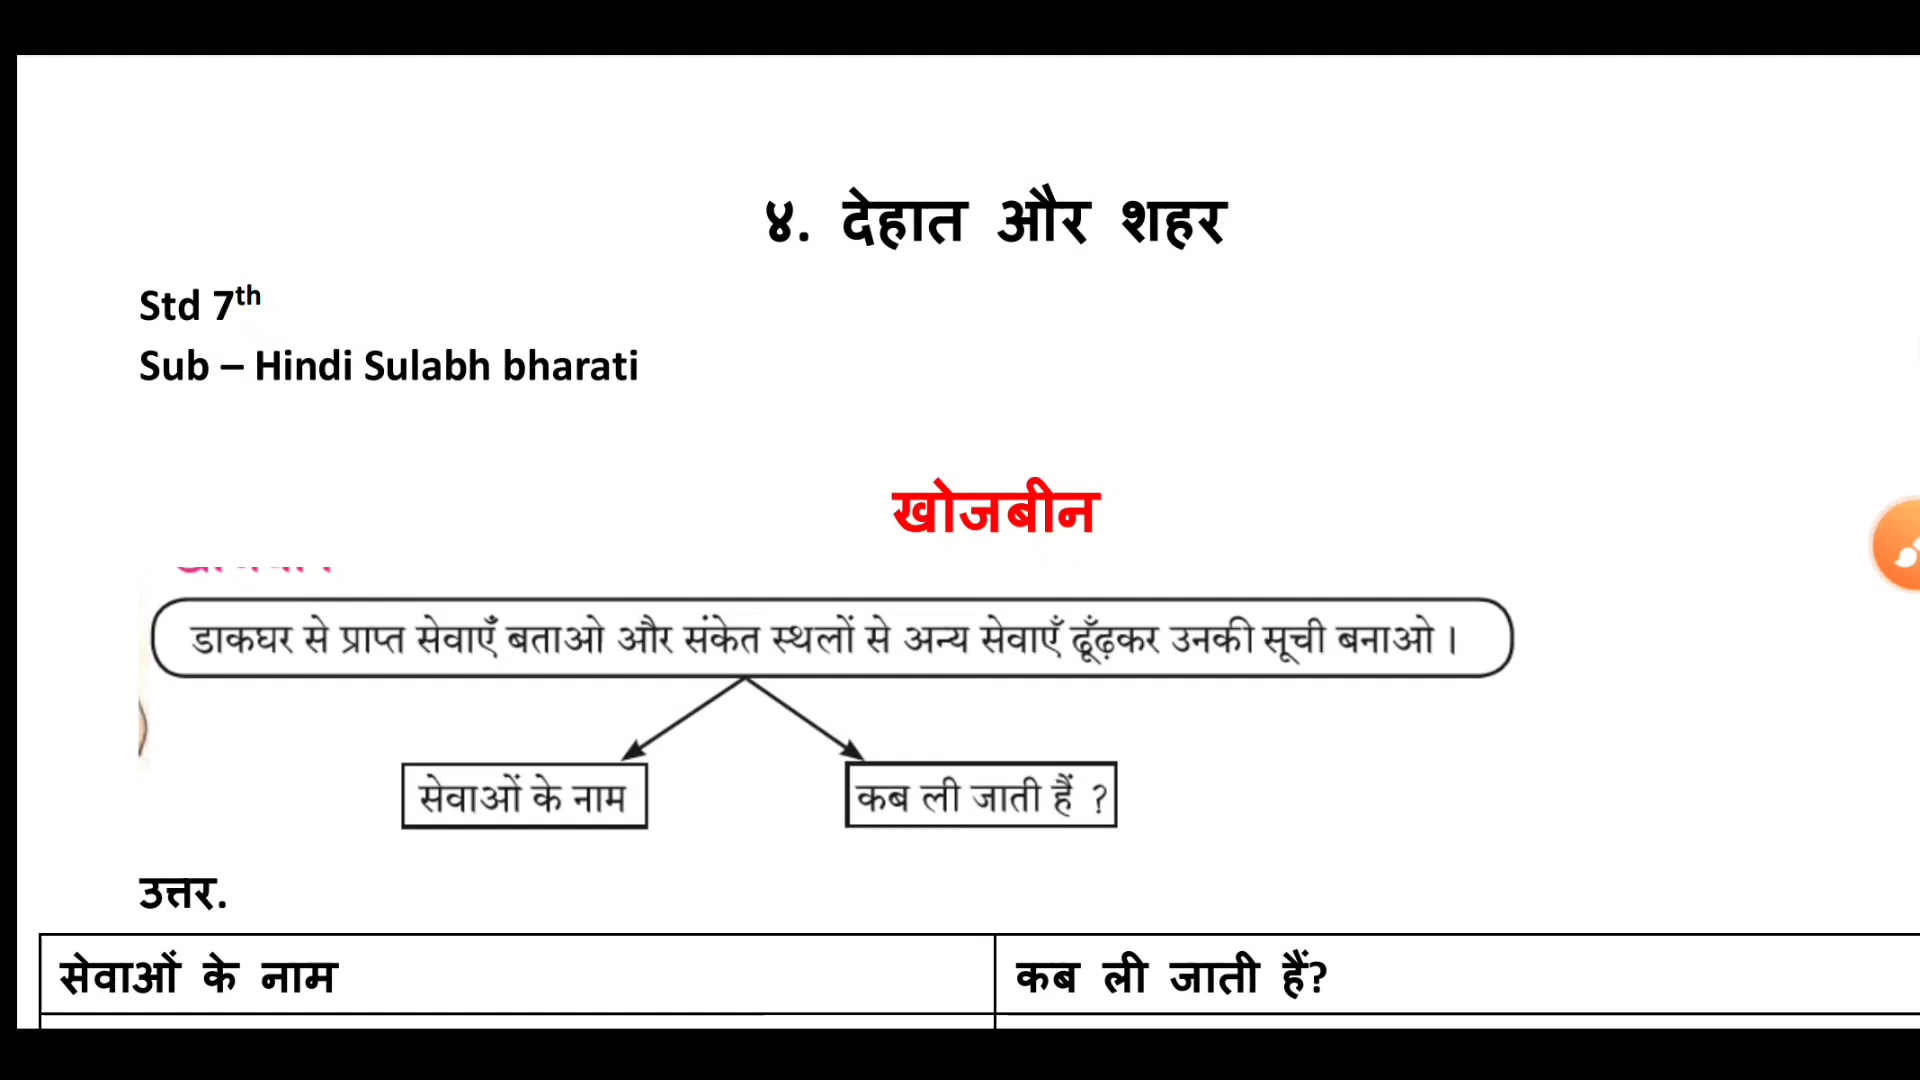 ४. देहात और शहर
Std 7th
Sub – Hindi Sulabh bharati
खोजबीन
डाकघर से प्राप्त सेवाएँ बताओ और संकेत स्थलों से अन्य सेवाएँ ढूँढ़कर उनकी सूची बनाओ ।
सेवाओं के नाम
कब ली जाती हैं ?
उत्तर.
सेवाओं के नाम
कब ली जाती हैं?